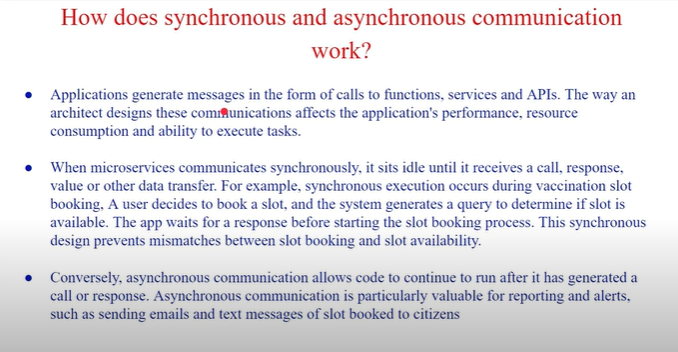 How does synchronous and asynchronous communication
work?
● Applications generate messages in the form of calls to functions, services and APIs. The way an
architect designs these communications affects the application's performance, resource
consumption and ability to execute tasks.
● When microservices communicates synchronously, it sits idle until it receives a call, response,
value or other data transfer. For example, synchronous execution occurs during vaccination slot
booking, A user decides to book a slot, and the system generates a query to determine if slot is
available. The app waits for a response before starting the slot booking process. This synchronous
design prevents mismatches between slot booking and slot availability.
● Conversely, asynchronous communication allows code to continue to run after it has generated a
call or response. Asynchronous communication is particularly valuable for reporting and alerts,
such as sending emails and text messages of slot booked to citizens